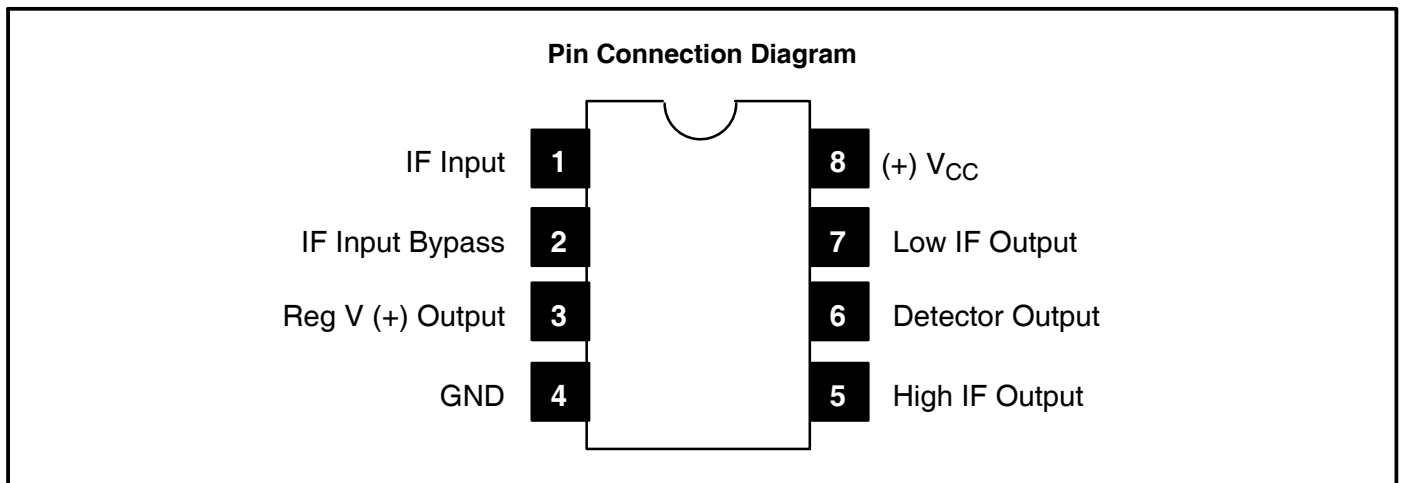 Pin Connection Diagram
IF Input 1 8 (+) VCC
IF Input Bypass 2 7 Low IF Output
Reg V (+) Output 3 6 Detector Output
GND 4 5 High IF Output